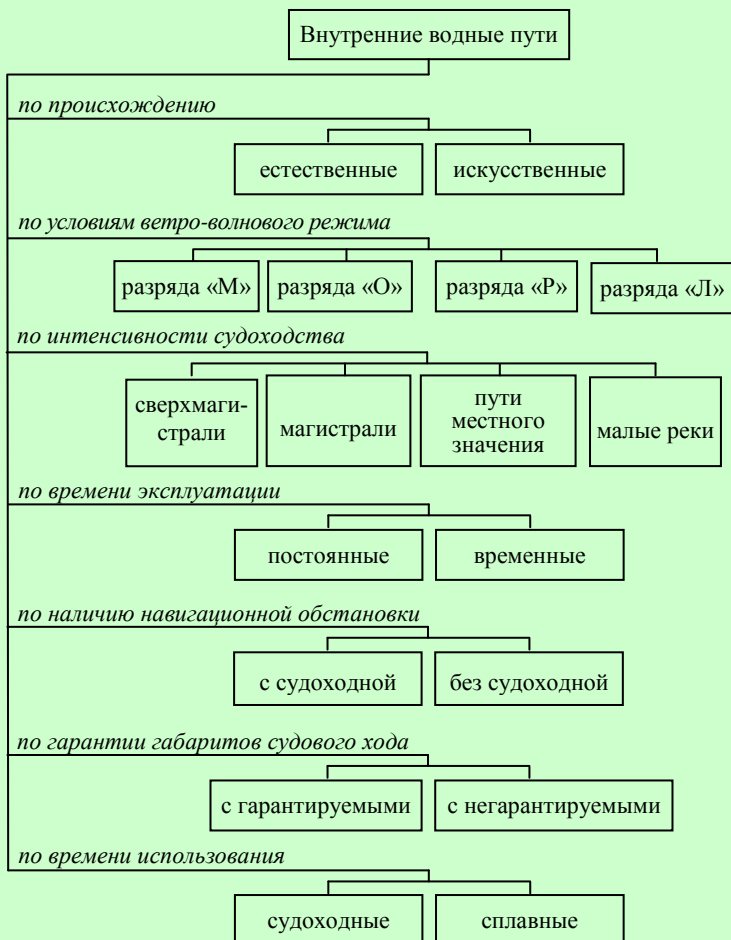 Внутренние водные пути
по происхождению
естественные искусственные
по условиям ветро-волнового режима
разряда «М» разряда «О» разряда «Р» разряда «Л»
по интенсивности судоходства
сверхмаги-
страли
магистрали
пути
местного
значения
малые реки
по времени эксплуатации
постоянные временные
по наличию навигационной обстановки
с судоходной без судоходной
по гарантии габаритов судового хода
с гарантируемыми с негарантируемыми
по времени использования
судоходные сплавные